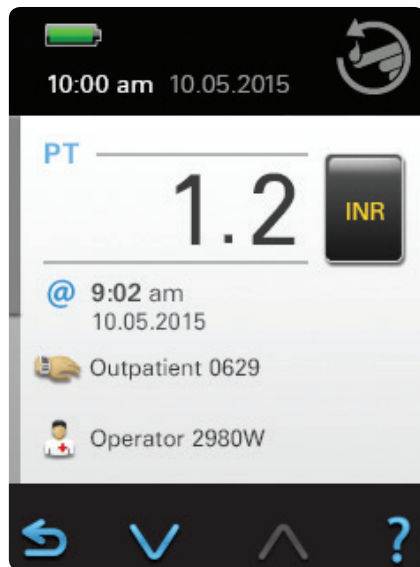 10:00 am 10.05.2015
PT
1.2 INR
@ 9:02 am
10.05.2015
Outpatient 0629
Operator 2980W
?